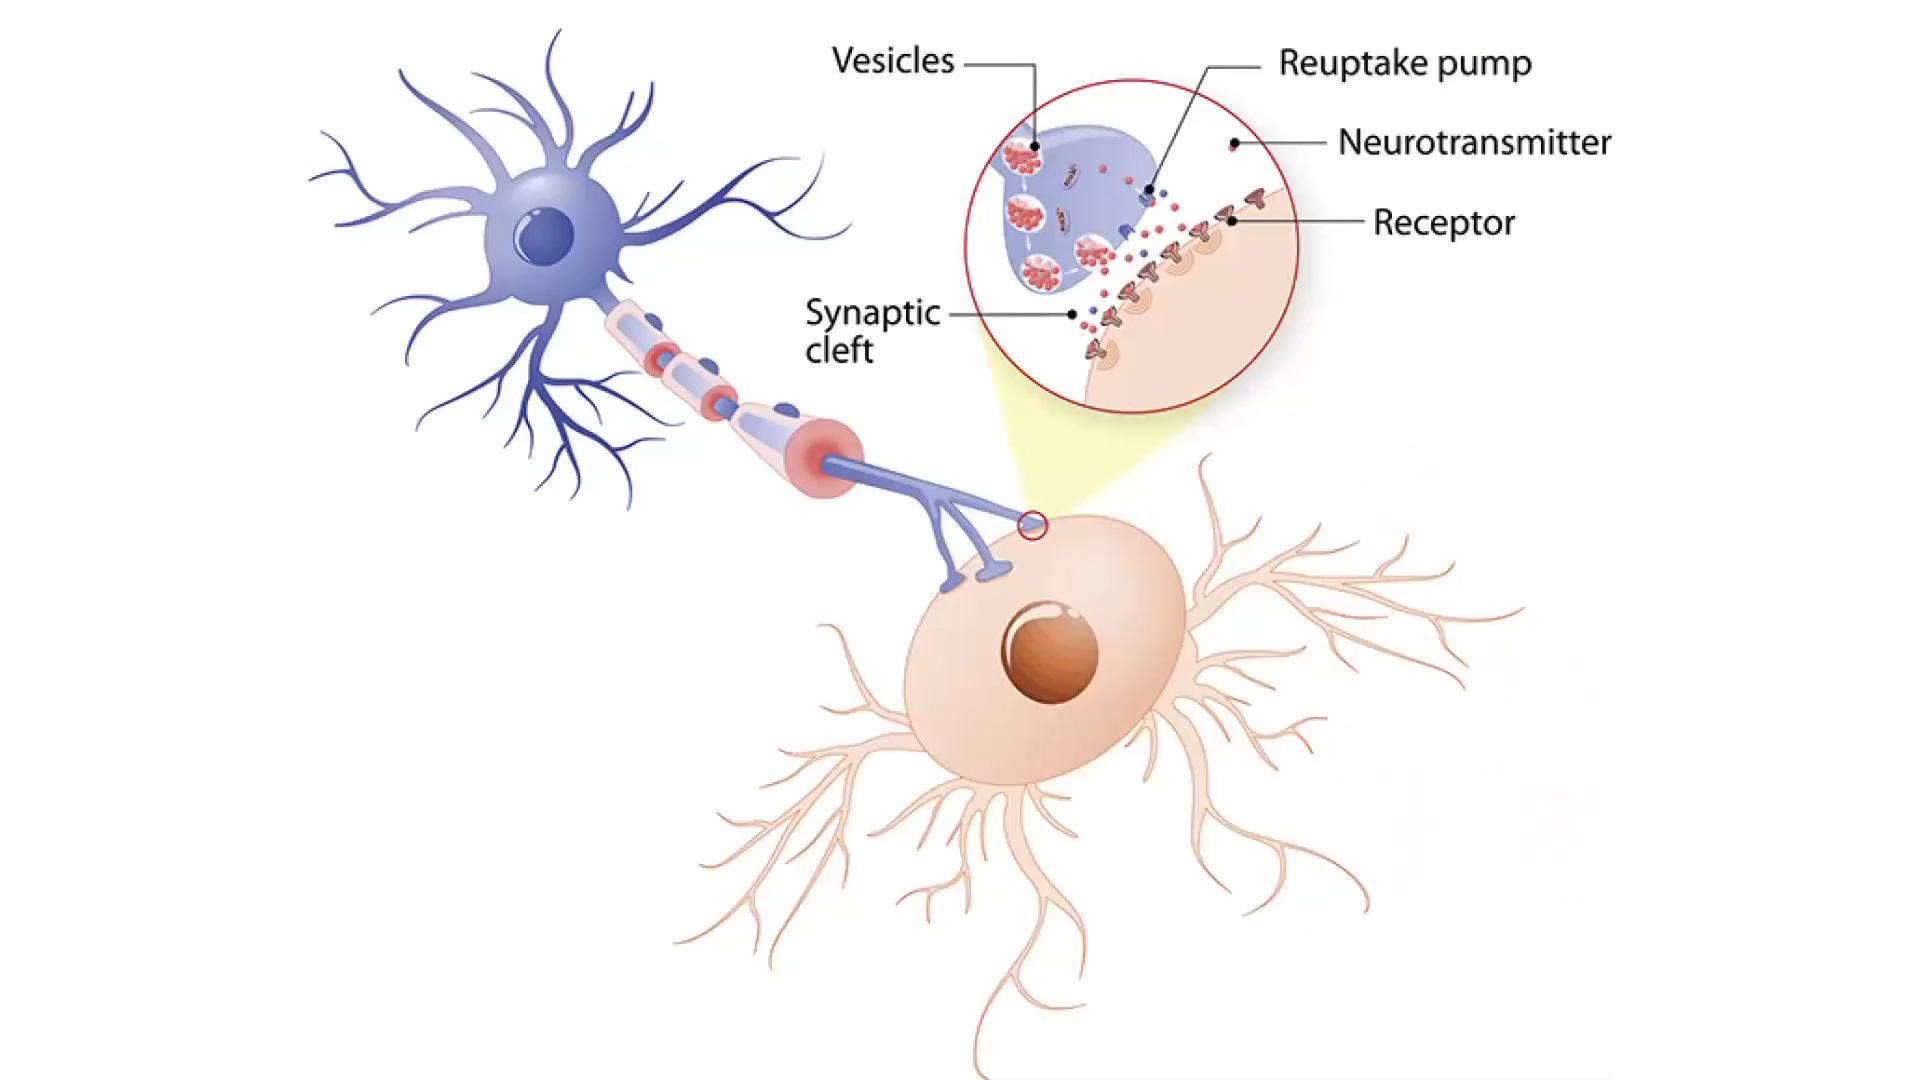 Vesicles
Reuptake pump
Neurotransmitter
Receptor
Synaptic
cleft